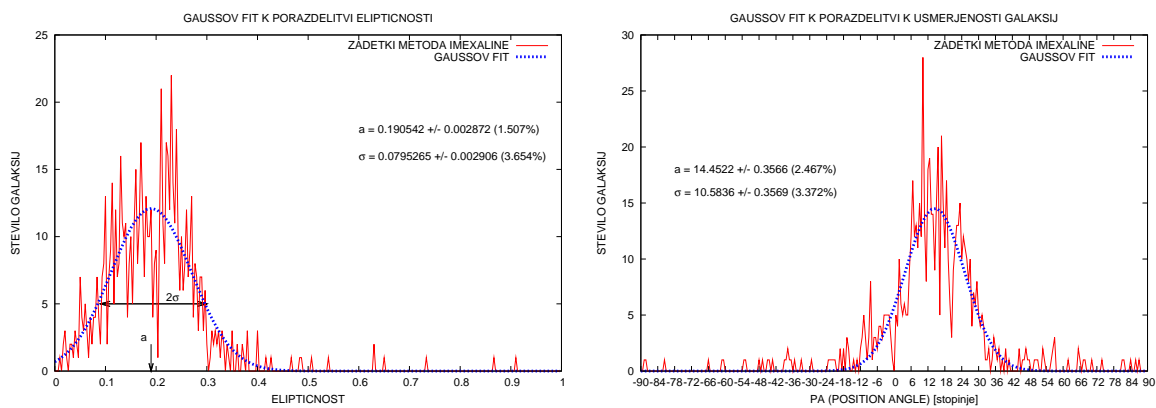 GAUSSOV FIT K PORAZDELITVI ELIPTICNOSTI
25
20
15
10
5
0
STEVILO GALAKSIJ
ZADETKI METODA IMEXALINE
GAUSSOV FIT
a = 0.190542 +/- 0.002872 (1.507%)
σ = 0.0795265 +/- 0.002906 (3.654%)
2σ
a
0 0.1 0.2 0.3 0.4 0.5 0.6 0.7 0.8 0.9 1
ELIPTICNOST
GAUSSOV FIT K PORAZDELITVI K USMERJENOSTI GALAKSIJ
30
25
20
15
10
5
0
STEVILO GALAKSIJ
ZADETKI METODA IMEXALINE
GAUSSOV FIT
a = 14.4522 +/- 0.3566 (2.467%)
σ = 10.5836 +/- 0.3569 (3.372%)
-90-84-78-72-66-60-54-48-42-36-30-24-18-12 -6 0 6 12 18 24 30 36 42 48 54 60 66 72 78 84 90
PA (POSITION ANGLE) [stopinje]